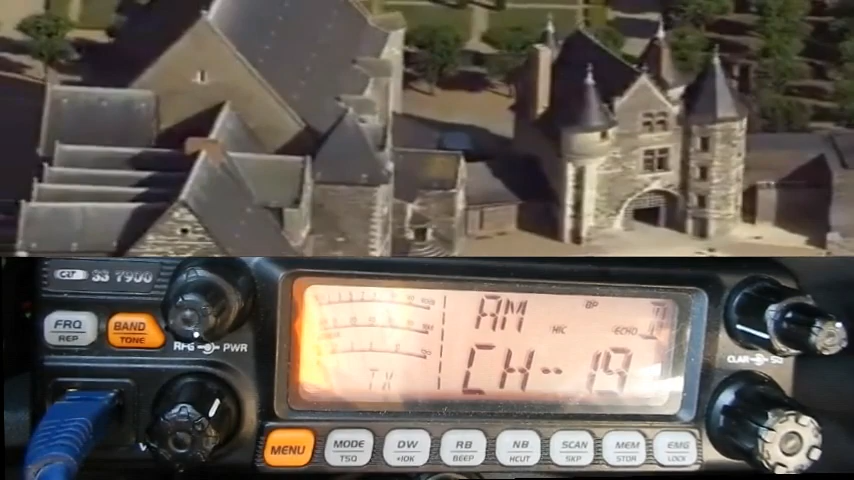 CRT SS 7900
FRQ
REP
BAND
TONE
RFG PWR
AM
BP
MIC
ECHO
CH--19
TX
CLAR SQ
MENU
MODE
TSQ
DW
+10K
RB
BEEP
NB
HCUT
SCAN
SKP
MEM
STOR
EMG
LOCK